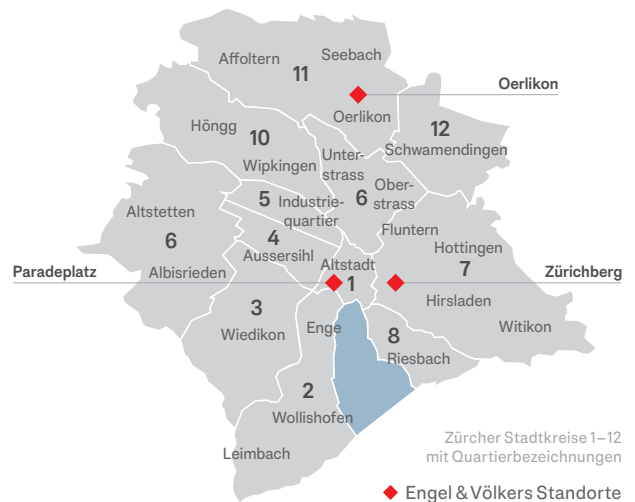 Seebach
Affoltern
11
Oerlikon
Oerlikon
Höngg
10
12
Wipkingen
Schwamendingen
Unter-
strass
6
Ober-
strass
5
Industrie-
quartier
Altstetten
6
Albisrieden
4
Aussersihl
Fluntern
Hottingen
7
Altstadt
1
Paradeplatz
Zürichberg
Hirsladen
Witikon
3
Wiedikon
Enge
8
Riesbach
2
Wollishofen
Leimbach
Zürcher Stadtkreise 1–12
mit Quartierbezeichnungen
Engel & Völkers Standorte